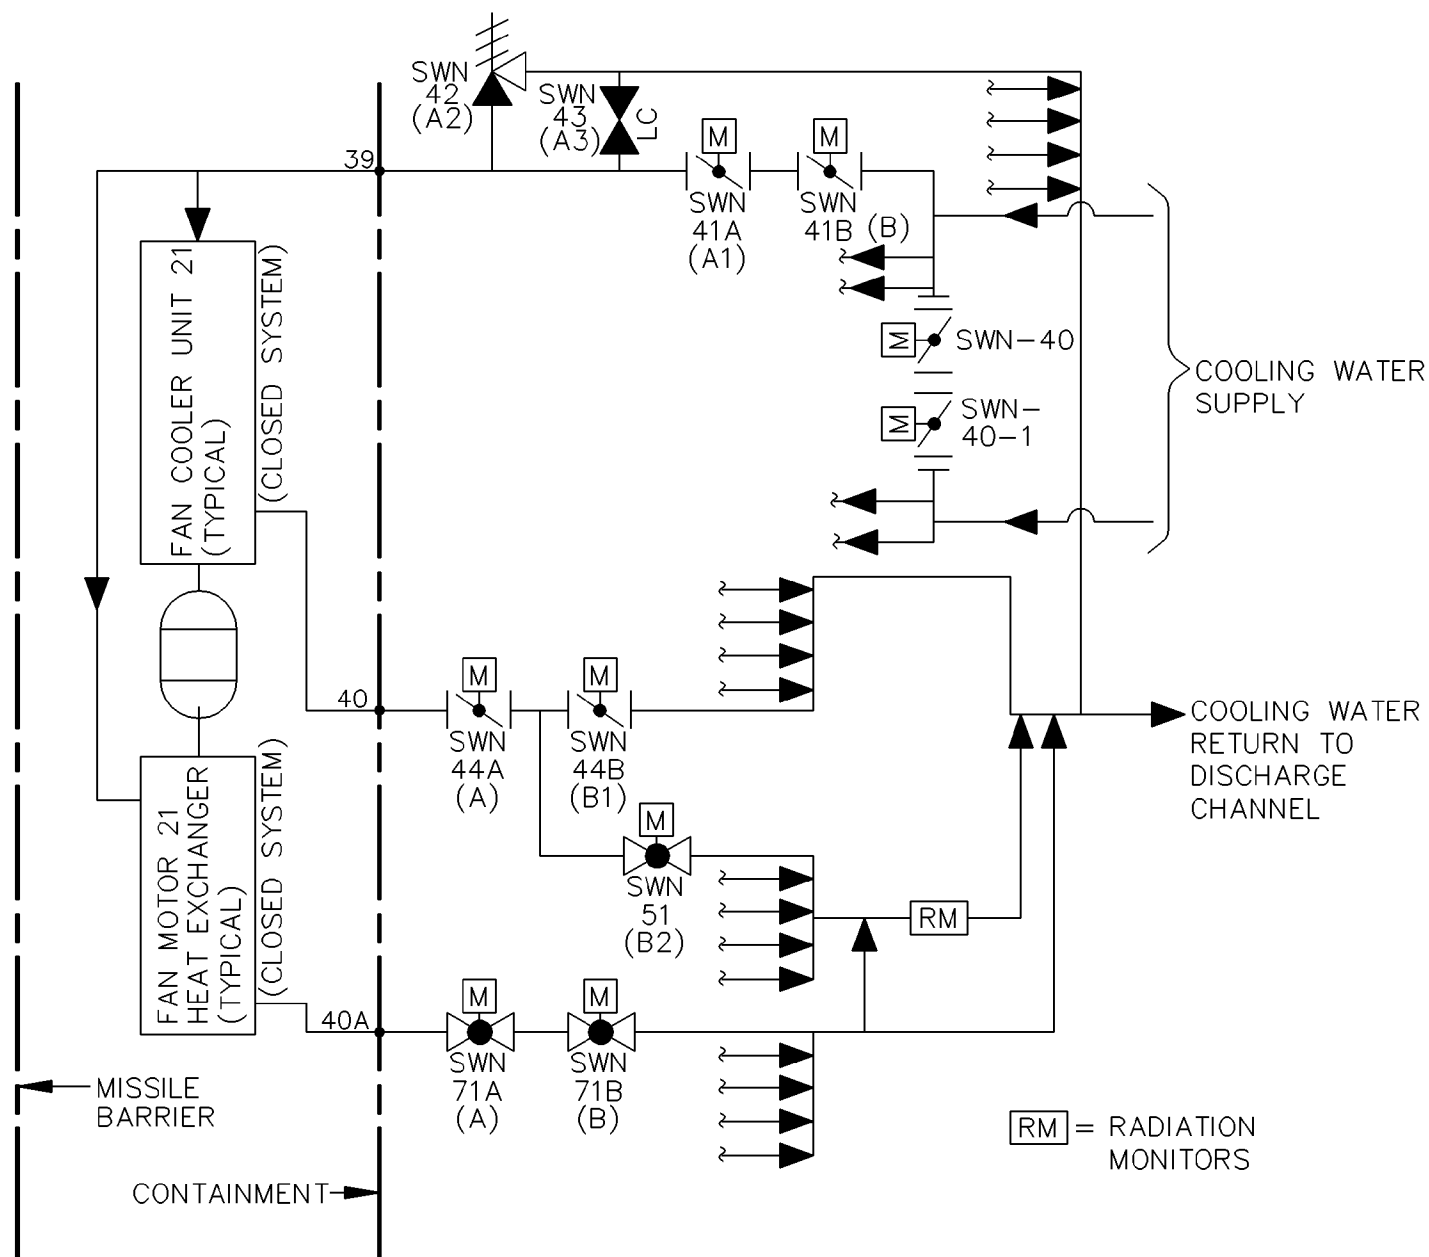 SWN
42
(A2)
SWN
43
(A3)
LC
M
M
39
SWN
41A
(A1)
SWN
41B (B)
FAN COOLER UNIT 21
(TYPICAL)
(CLOSED SYSTEM)
M
SWN-40
M
SWN-
40-1
COOLING WATER
SUPPLY
40
M
M
SWN
44A
(A)
SWN
44B
(B1)
COOLING WATER
RETURN TO
DISCHARGE
CHANNEL
FAN MOTOR 21
HEAT EXCHANGER
(TYPICAL)
(CLOSED SYSTEM)
M
SWN
51
(B2)
RM
40A
M
M
SWN
71A
(A)
SWN
71B
(B)
MISSILE
BARRIER
RM = RADIATION
MONITORS
CONTAINMENT